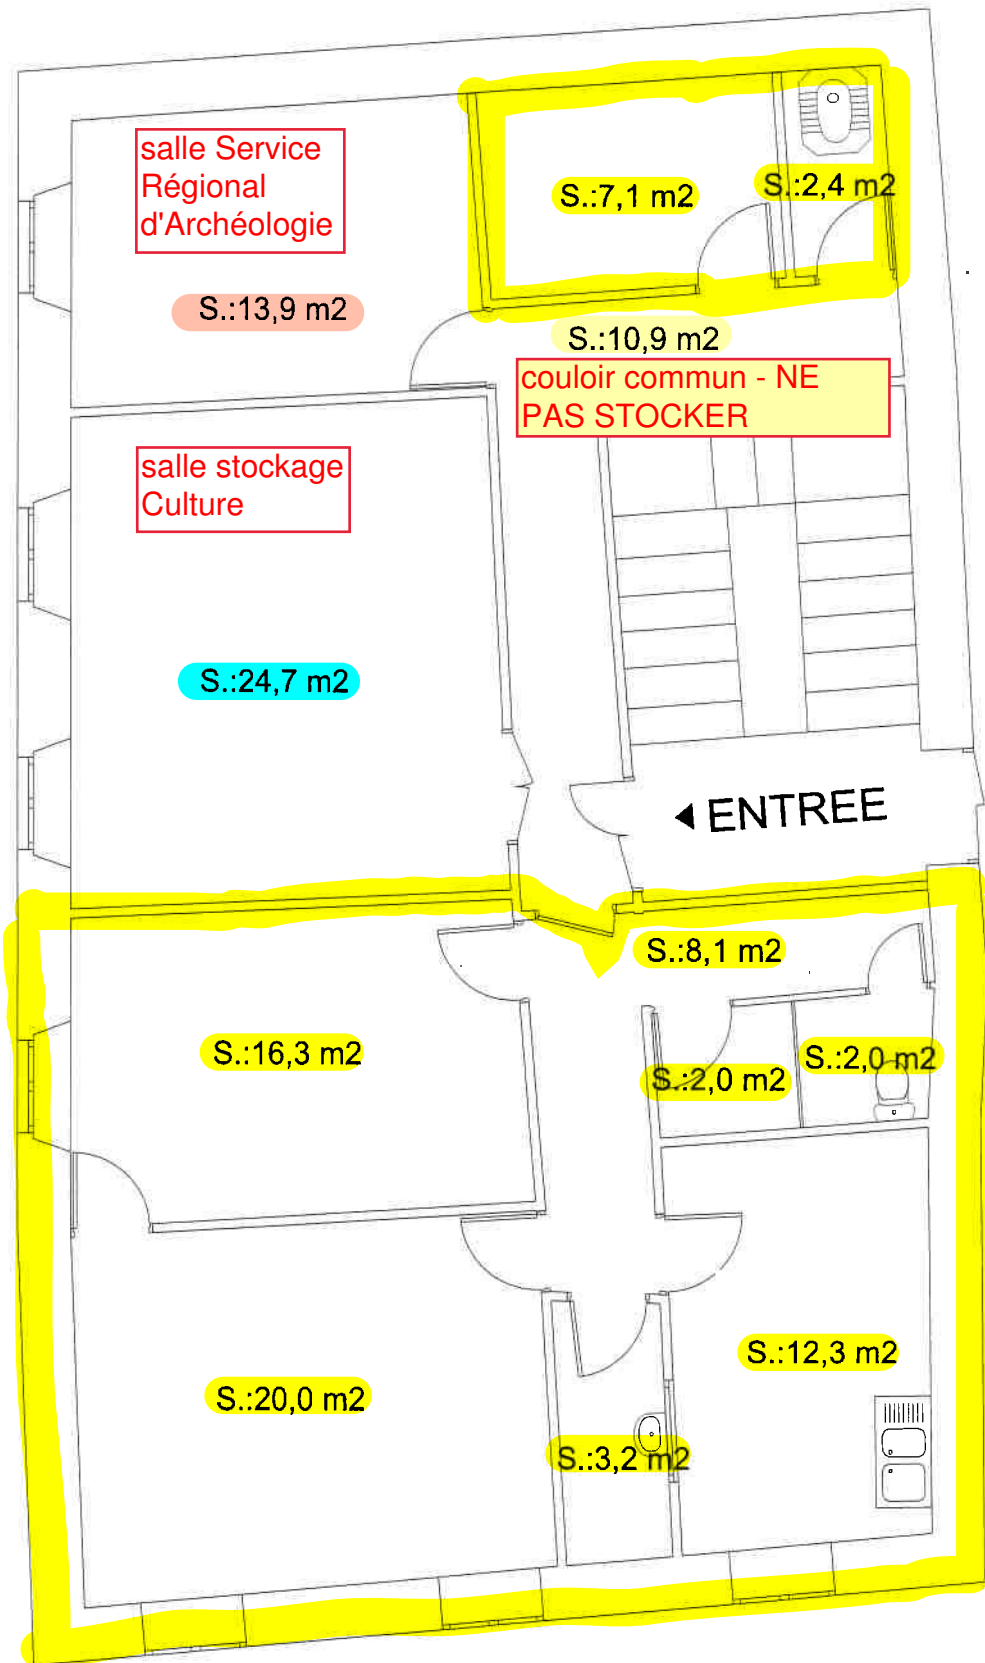 salle Service
Régional
d'Archéologie
S.:7,1 m2
S.:2,4 m2
S.:13,9 m2
S.:10,9 m2
couloir commun - NE
PAS STOCKER
salle stockage
Culture
S.:24,7 m2
ENTREE
S.:8,1 m2
S.:16,3 m2
S.:2,0 m2
S.:2,0 m2
S.:12,3 m2
S.:20,0 m2
S.:3,2 m2